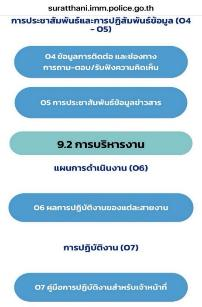 suratthani.imm.police.go.th
การประชาสัมพันธ์และการปฏิสัมพันธ์ข้อมูล (O4
- O5)
O4 ข้อมูลการติดต่อ และช่องทาง
การถาม-ตอบ/รับฟังความคิดเห็น
O5 การประชาสัมพันธ์ข้อมูลข่าวสาร
9.2 การบริหารงาน
แผนการดำเนินงาน (O6)
O6 ผลการปฏิบัติงานของแต่ละสายงาน
การปฏิบัติงาน (O7)
O7 คู่มือการปฏิบัติงานสำหรับเจ้าหน้าที่